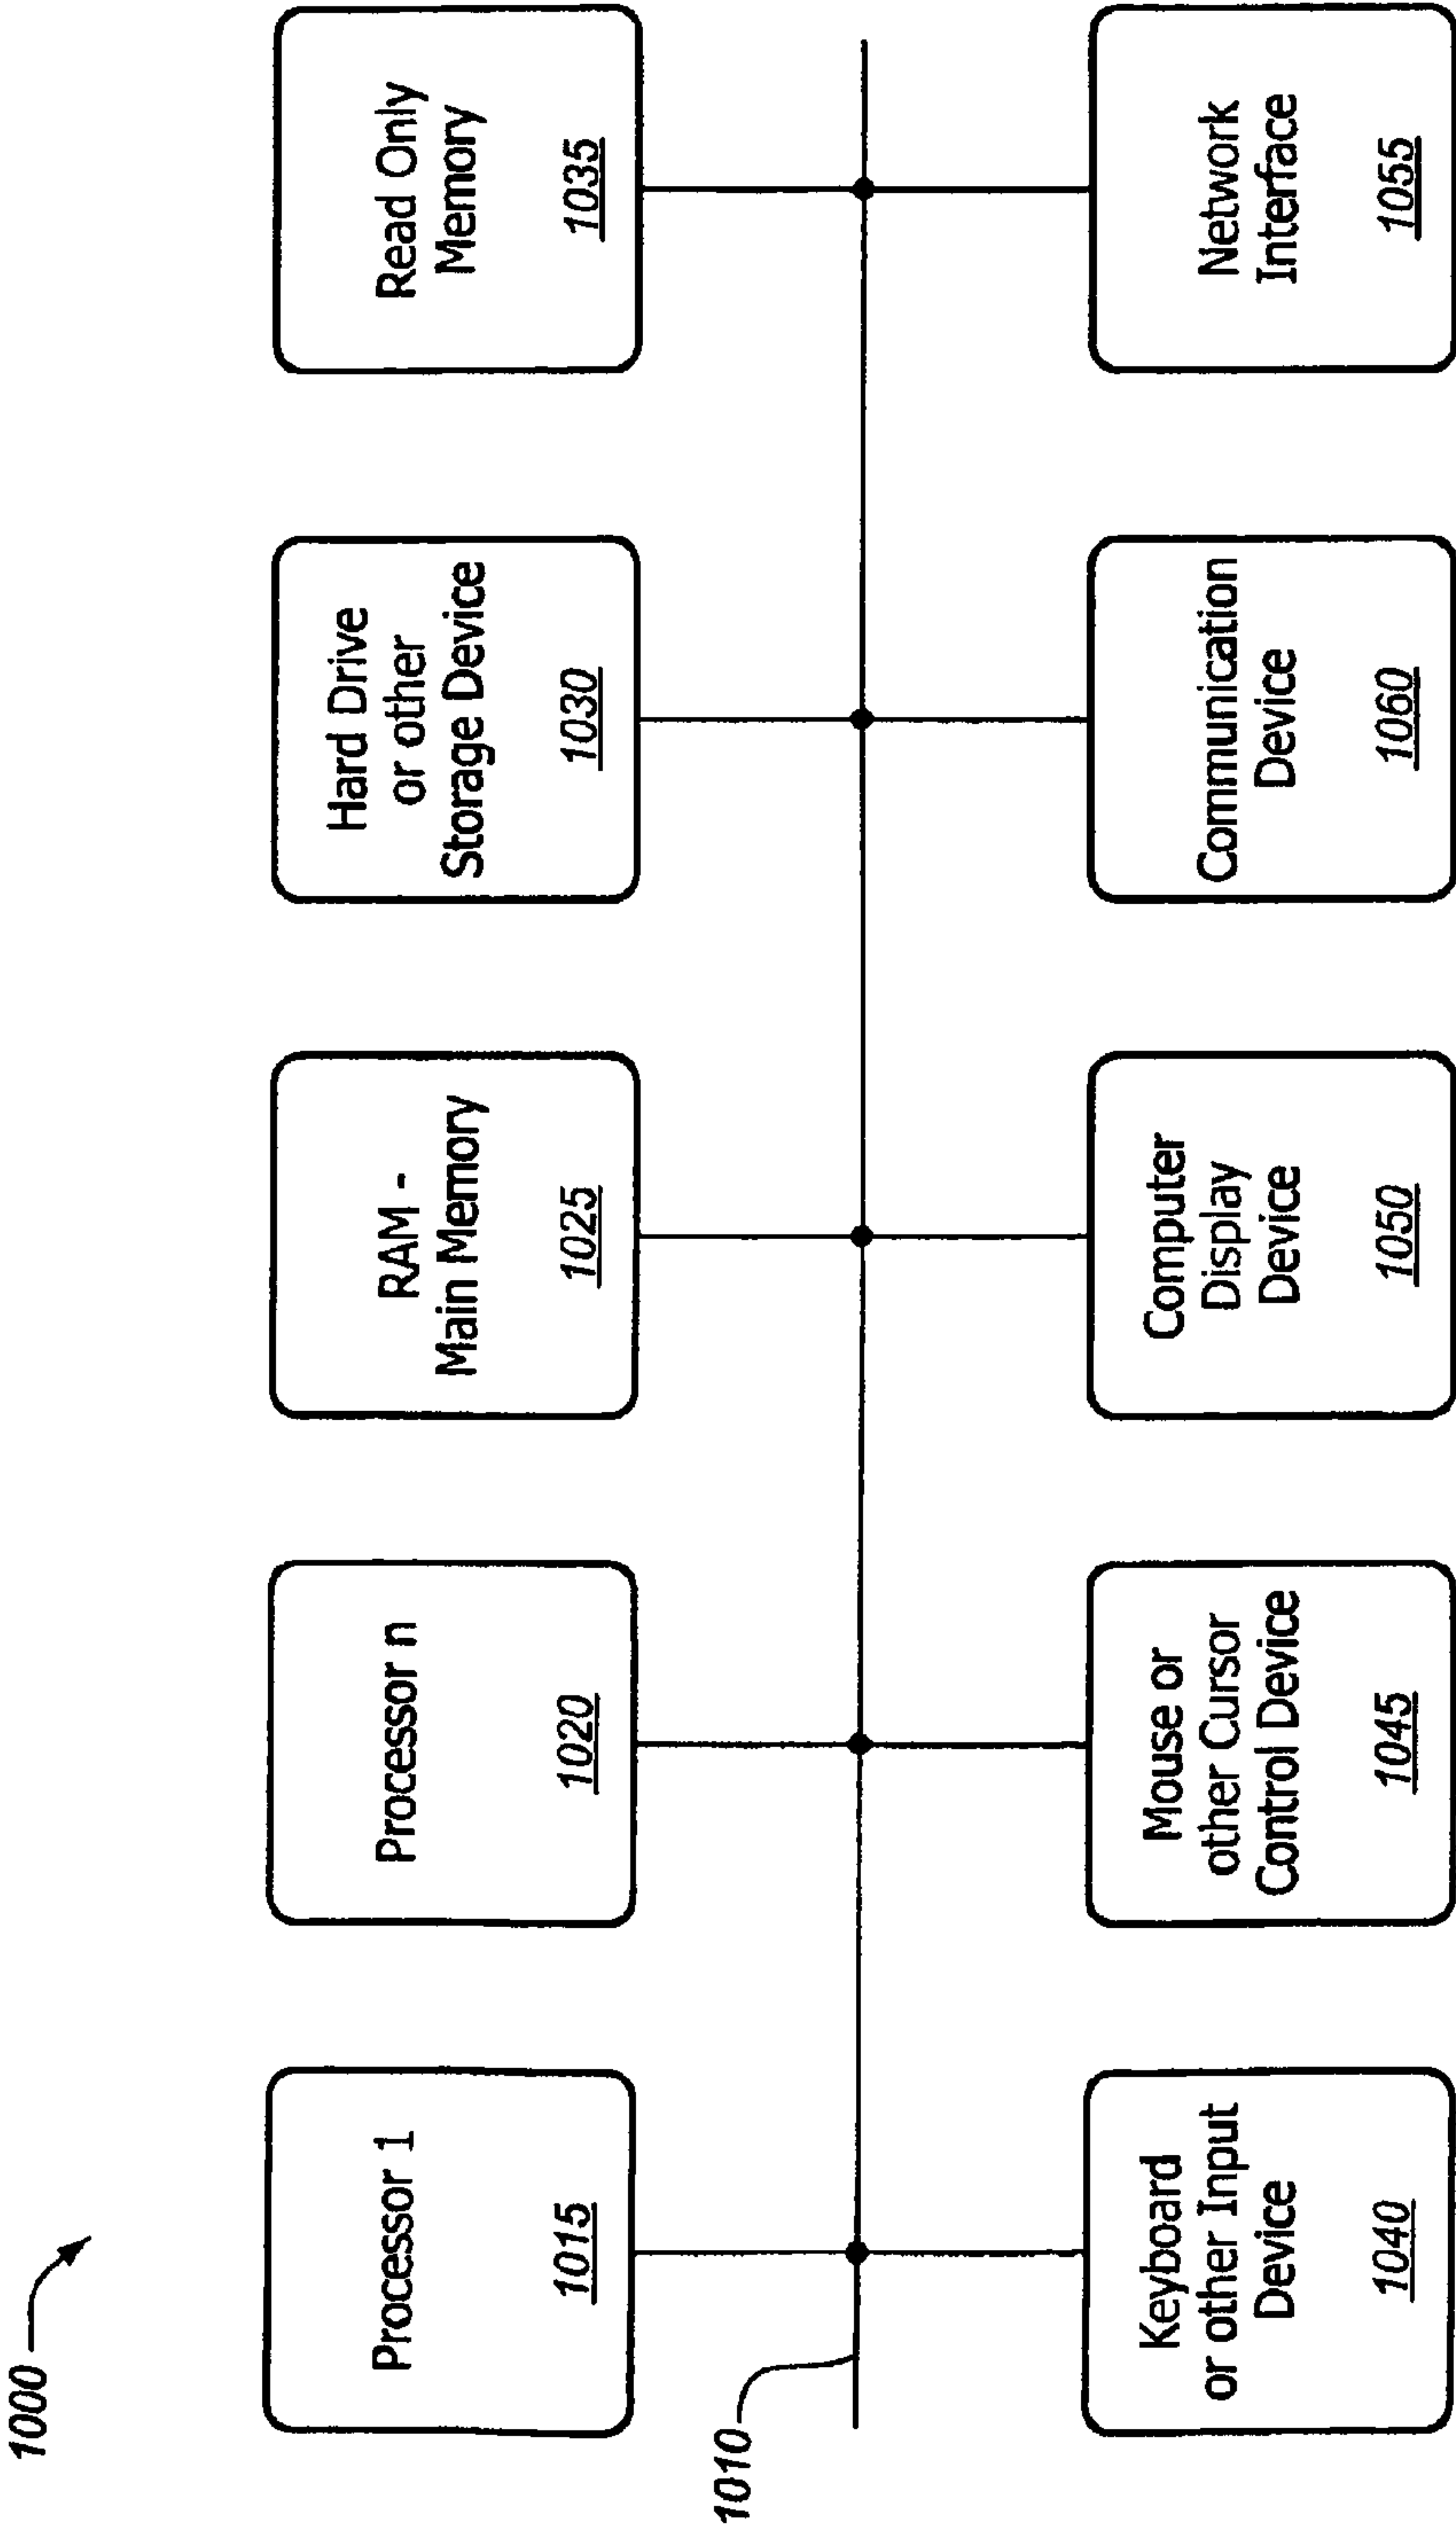 1000
Processor 1
1015
Processor n
1020
RAM -
Main Memory
1025
Hard Drive
or other
Storage Device
1030
Read Only
Memory
1035
1010
Keyboard
or other Input
Device
1040
Mouse or
other Cursor
Control Device
1045
Computer
Display
Device
1050
Communication
Device
1060
Network
Interface
1055